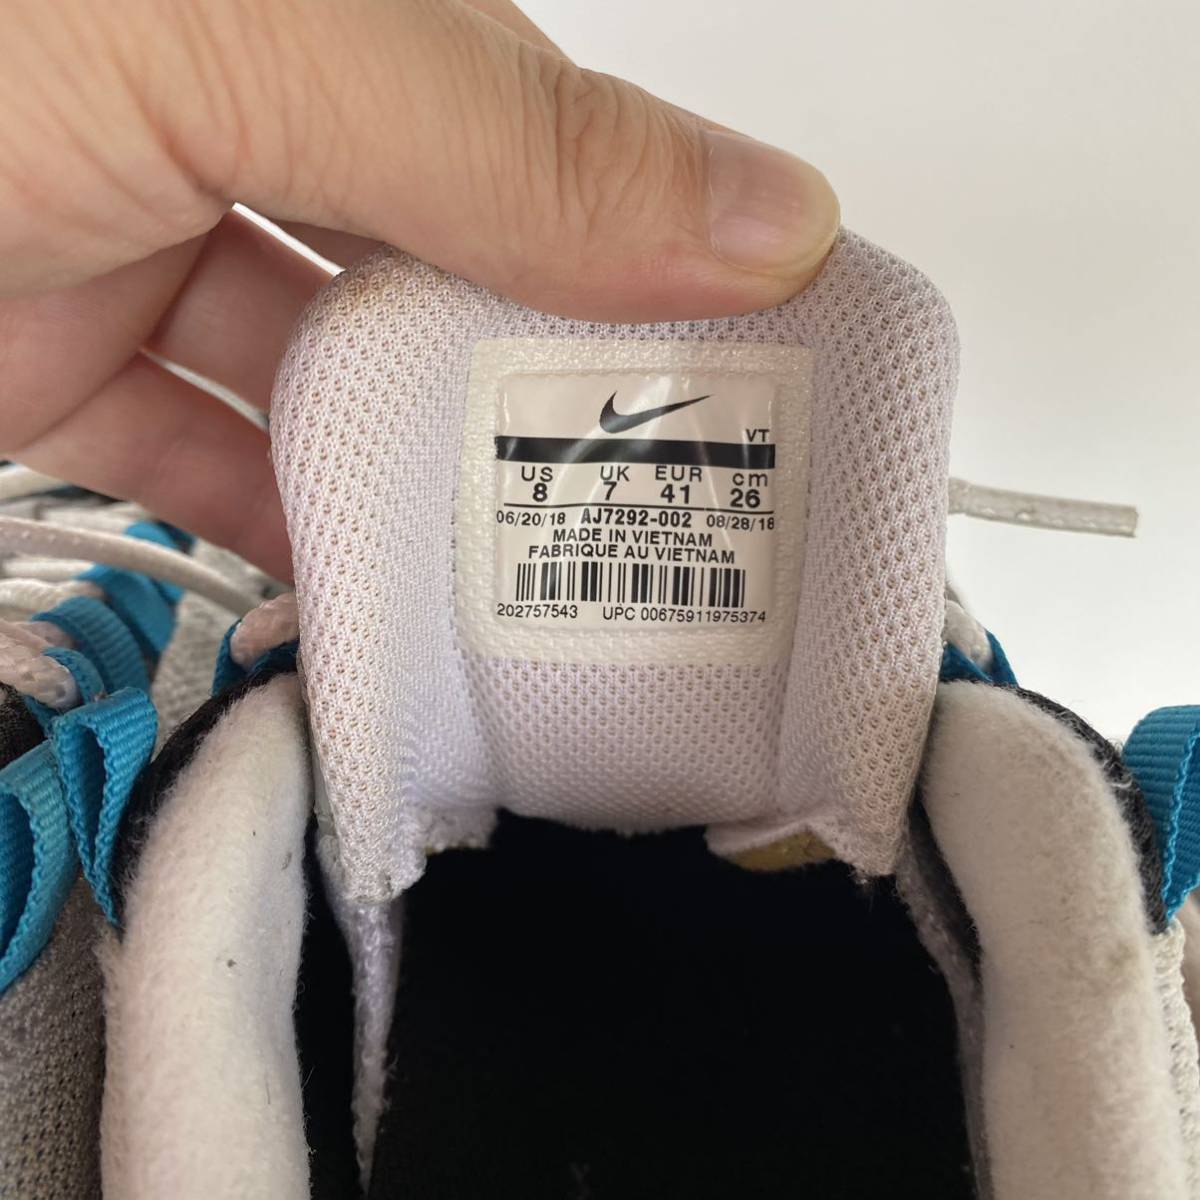 VT
US UK EUR cm
8 7 41 26
06/20/18 AJ7292-002 08/28/18
MADE IN VIETNAM
FABRIQUE AU VIETNAM
202757543 UPC 00675911975374